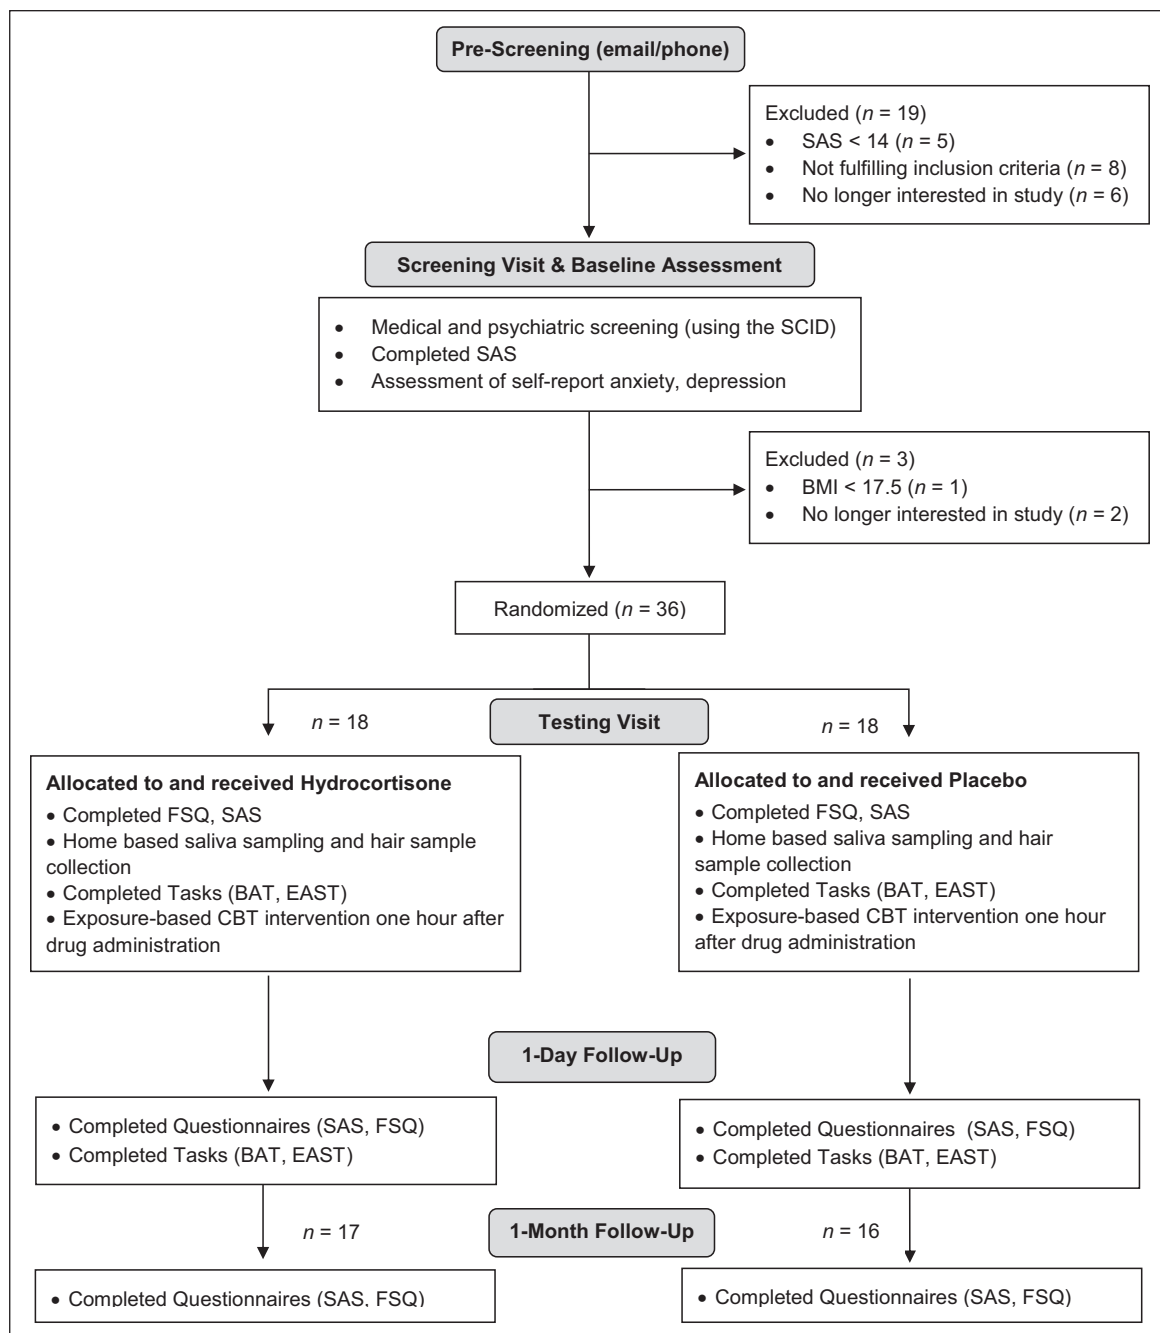 Pre-Screening (email/phone)
Excluded (n = 19)
• SAS < 14 (n = 5)
• Not fulfilling inclusion criteria (n = 8)
• No longer interested in study (n = 6)
Screening Visit & Baseline Assessment
• Medical and psychiatric screening (using the SCID)
• Completed SAS
• Assessment of self-report anxiety, depression
Excluded (n = 3)
• BMI < 17.5 (n = 1)
• No longer interested in study (n = 2)
Randomized (n = 36)
n = 18
Testing Visit
n = 18
Allocated to and received Hydrocortisone
• Completed FSQ, SAS
• Home based saliva sampling and hair sample
collection
• Completed Tasks (BAT, EAST)
• Exposure-based CBT intervention one hour after
drug administration
Allocated to and received Placebo
• Completed FSQ, SAS
• Home based saliva sampling and hair
sample collection
• Completed Tasks (BAT, EAST)
• Exposure-based CBT intervention one hour
after drug administration
1-Day Follow-Up
• Completed Questionnaires (SAS, FSQ)
• Completed Tasks (BAT, EAST)
• Completed Questionnaires (SAS, FSQ)
• Completed Tasks (BAT, EAST)
n = 17
1-Month Follow-Up
n = 16
• Completed Questionnaires (SAS, FSQ)
• Completed Questionnaires (SAS, FSQ)